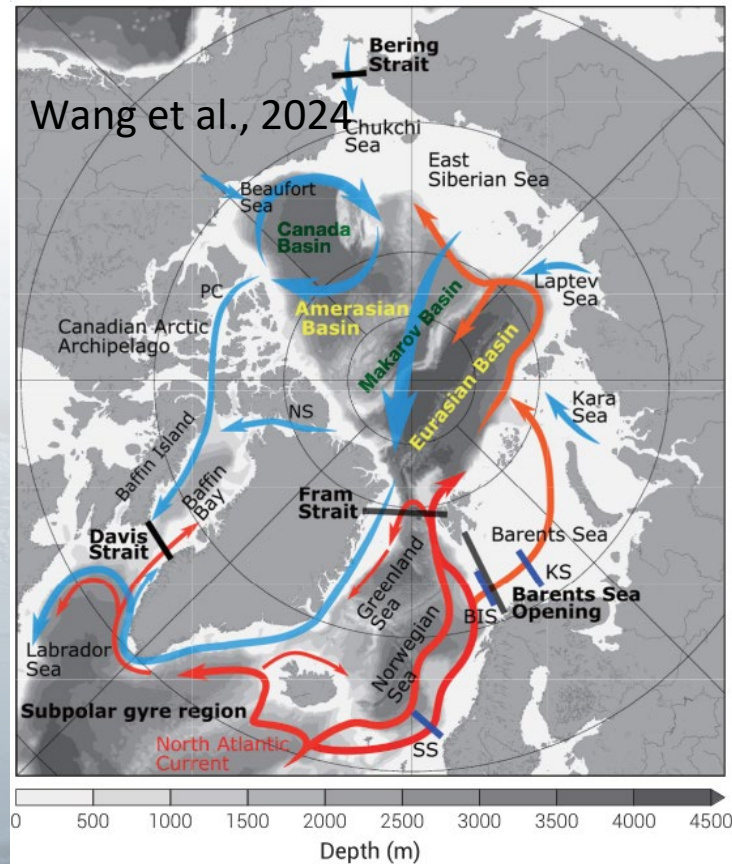 Bering
Strait
Wang et al., 2024
Chukchi
Sea
East
Siberian Sea
Beaufort
Sea
Canada
Basin
Laptev
Sea
PC
Amerasian
Basin
Makarov Basin
Canadian Arctic
Archipelago
Eurasian Basin
Kara
Sea
NS
Baffin Island
Baffin
Bay
Fram
Strait
Davis
Strait
Barents Sea
Greenland
Sea
KS
Barents Sea
Opening
BIS
Norwegian
Sea
Labrador
Sea
Subpolar gyre region
North Atlantic
Current
SS
0 500 1000 1500 2000 2500 3000 3500 4000 4500
Depth (m)